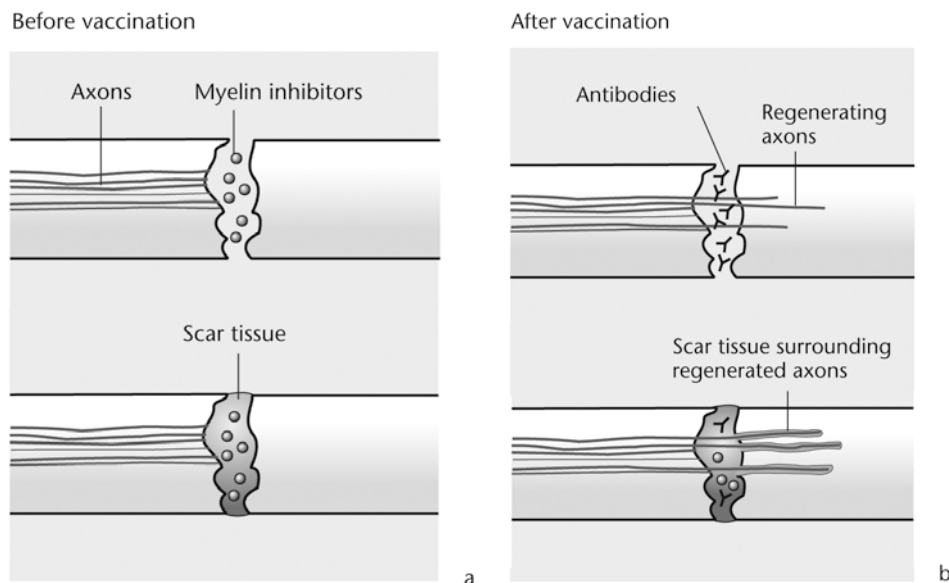 Before vaccination
Axons
Myelin inhibitors
Scar tissue
a
After vaccination
Antibodies
Regenerating
axons
Scar tissue surrounding
regenerated axons
b